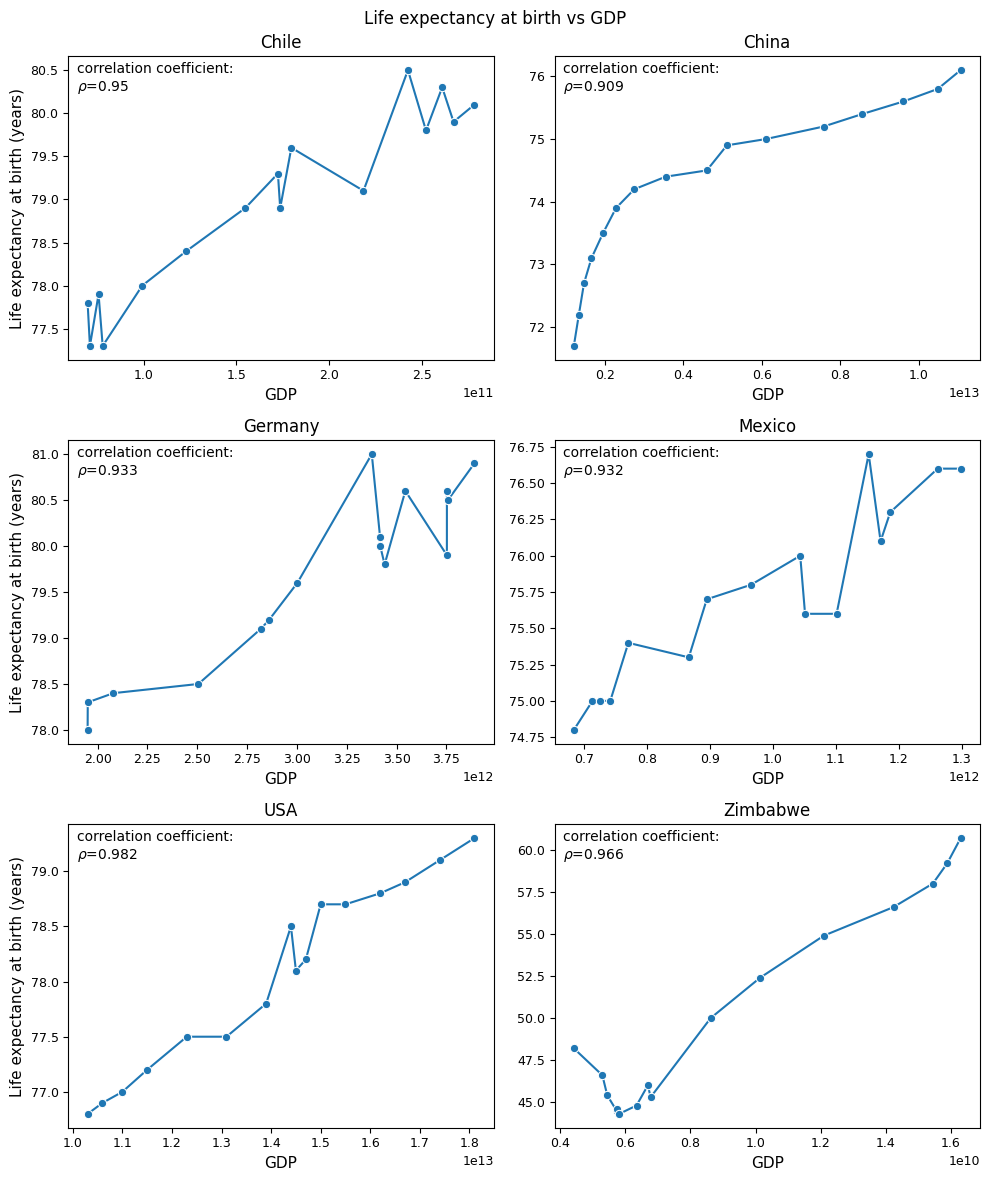 Life expectancy at birth vs GDP
Chile
correlation coefficient:
ρ=0.95
Life expectancy at birth (years)
80.5
80.0
79.5
79.0
78.5
78.0
77.5
1.0 1.5 2.0 2.5
1e11
GDP
China
correlation coefficient:
ρ=0.909
76
75
74
73
72
0.2 0.4 0.6 0.8 1.0
1e13
GDP
Germany
correlation coefficient:
ρ=0.933
Life expectancy at birth (years)
81.0
80.5
80.0
79.5
79.0
78.5
78.0
2.00 2.25 2.50 2.75 3.00 3.25 3.50 3.75
1e12
GDP
Mexico
correlation coefficient:
ρ=0.932
76.75
76.50
76.25
76.00
75.75
75.50
75.25
75.00
74.75
0.7 0.8 0.9 1.0 1.1 1.2 1.3
1e12
GDP
USA
correlation coefficient:
ρ=0.982
Life expectancy at birth (years)
79.0
78.5
78.0
77.5
77.0
1.0 1.1 1.2 1.3 1.4 1.5 1.6 1.7 1.8
1e13
GDP
Zimbabwe
correlation coefficient:
ρ=0.966
60.0
57.5
55.0
52.5
50.0
47.5
45.0
0.4 0.6 0.8 1.0 1.2 1.4 1.6
1e10
GDP